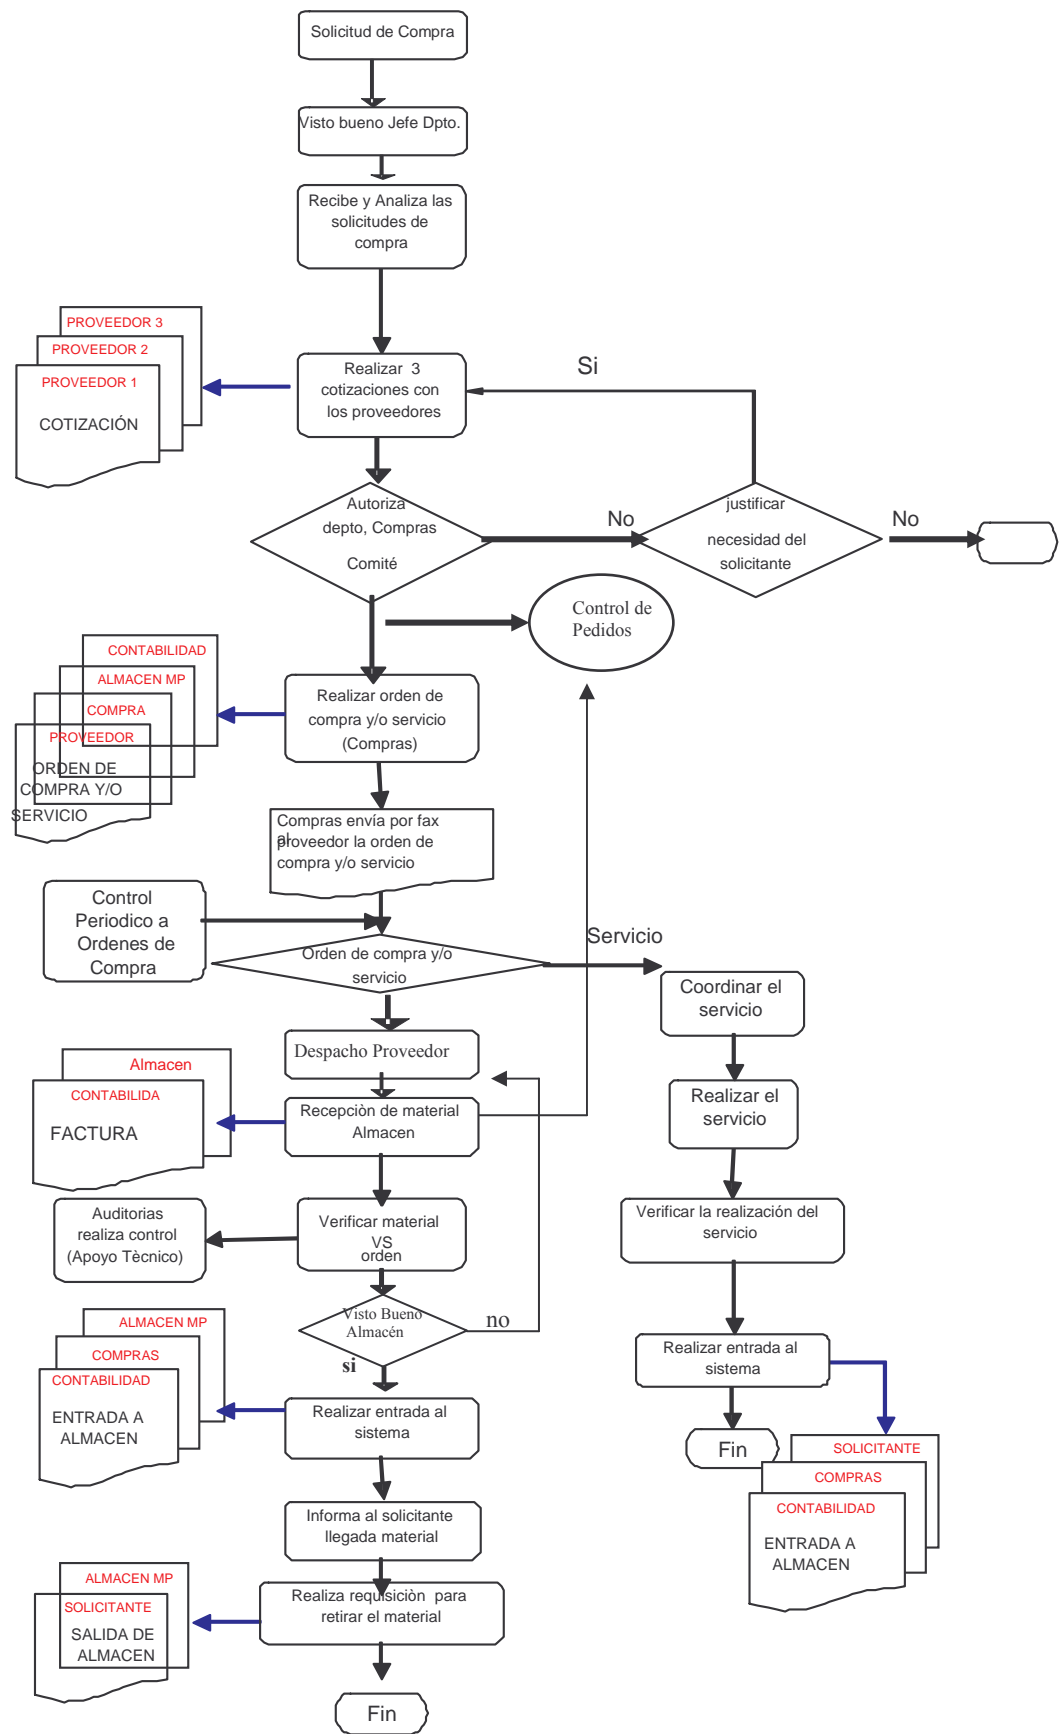 Solicitud de Compra
Visto bueno Jefe Dpto.
Recibe y Analiza las
solicitudes de
compra
PROVEEDOR 3
PROVEEDOR 2
PROVEEDOR 1
COTIZACIÓN
Realizar 3
cotizaciones con
los proveedores
Si
Autoriza
depto, Compras
Comité
No
justificar
necesidad del
solicitante
No
Control de
Pedidos
CONTABILIDAD
ALMACEN MP
COMPRA
PROVEEDOR
ORDEN DE
COMPRA Y/O
SERVICIO
Realizar orden de
compra y/o servicio
(Compras)
Compras envía por fax
al
proveedor la orden de
compra y/o servicio
Control
Periodico a
Ordenes de
Compra
Orden de compra y/o
servicio
Servicio
Coordinar el
servicio
Despacho Proveedor
Realizar el
servicio
Almacen
CONTABILIDA
FACTURA
Recepciòn de material
Almacen
Auditorias
realiza control
(Apoyo Tècnico)
Verificar material
VS
orden
Verificar la realización del
servicio
Visto Bueno
Almacén
no
si
ALMACEN MP
COMPRAS
CONTABILIDAD
ENTRADA A
ALMACEN
Realizar entrada al
sistema
Realizar entrada al
sistema
Fin
SOLICITANTE
COMPRAS
CONTABILIDAD
ENTRADA A
ALMACEN
Informa al solicitante
llegada material
ALMACEN MP
SOLICITANTE
SALIDA DE
ALMACEN
Realiza requisiciòn para
retirar el material
Fin